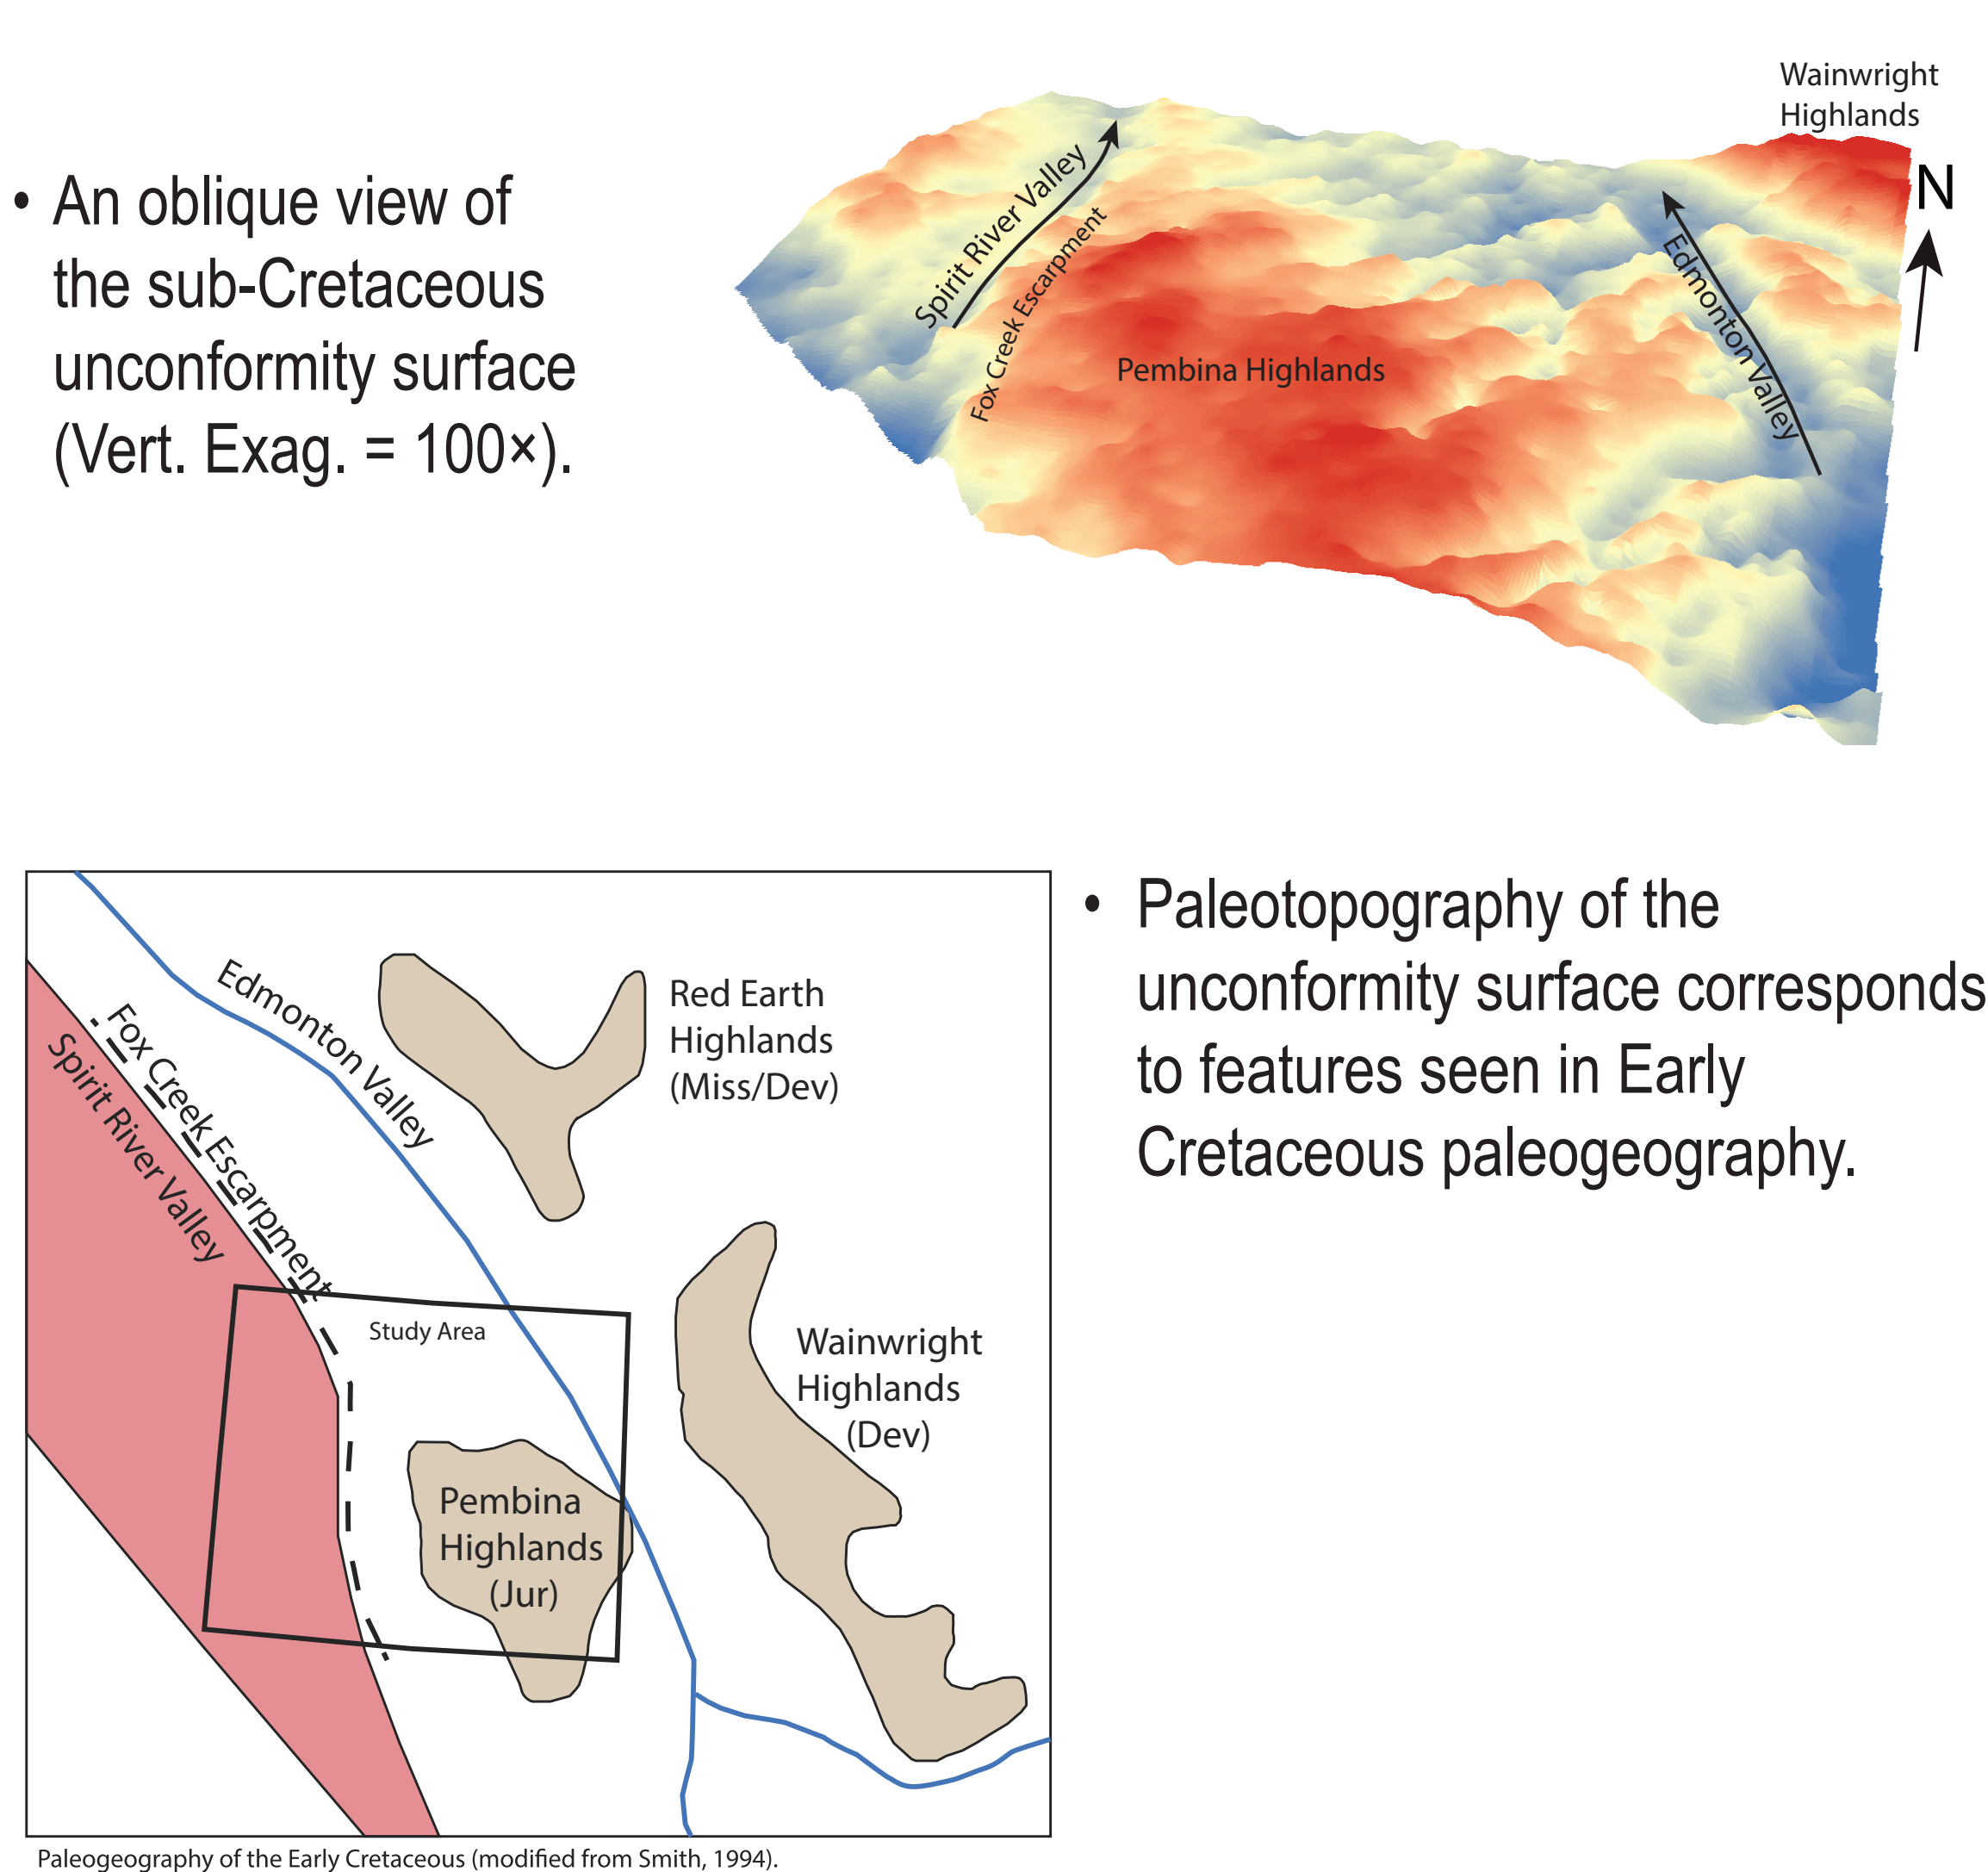 • An oblique view of
the sub-Cretaceous
unconformity surface
(Vert. Exag. = 100×).
Wainwright
Highlands
N
Spirit River Valley
Fox Creek Escarpment
Pembina Highlands
Edmonton Valley
Edmonton Valley
Fox Creek Escarpment
Spirit River Valley
Red Earth
Highlands
(Miss/Dev)
Study Area
Wainwright
Highlands
(Dev)
Pembina
Highlands
(Jur)
Paleogeography of the Early Cretaceous (modified from Smith, 1994).
• Paleotopography of the
unconformity surface corresponds
to features seen in Early
Cretaceous paleogeography.